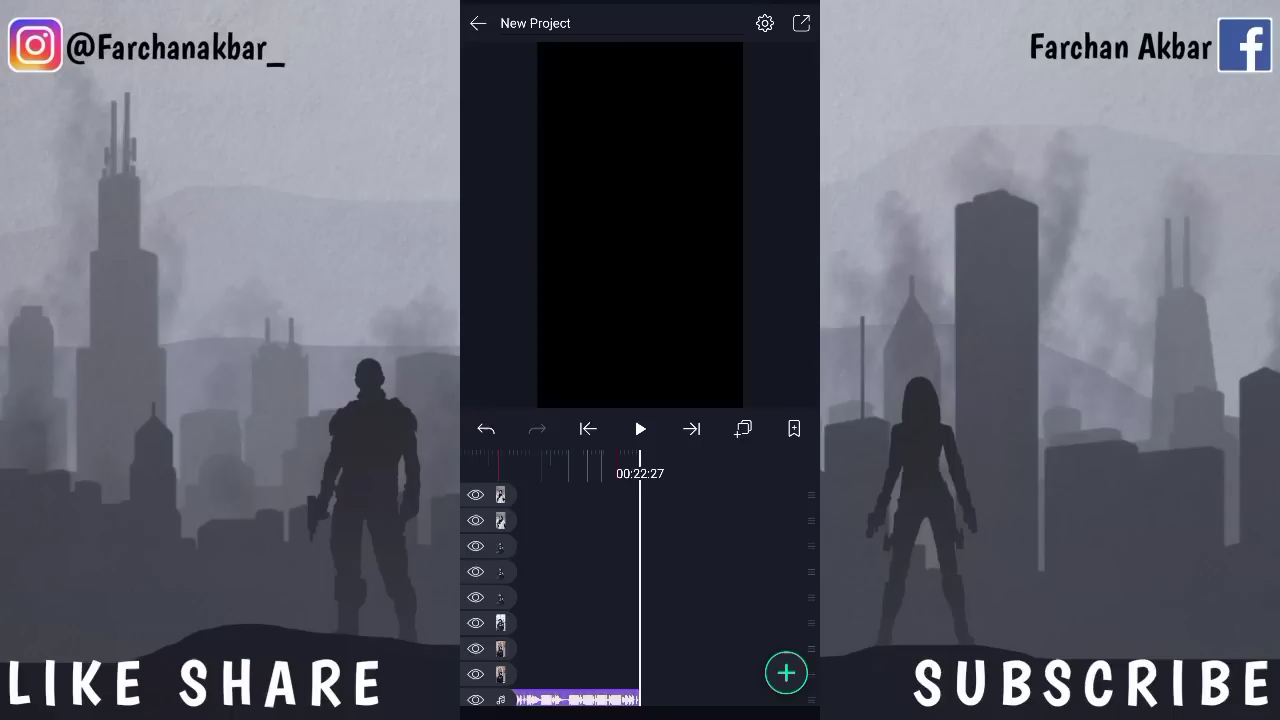 @Farchanakbar_
New Project
Farchan Akbar
00:22:27
LIKE SHARE
SUBSCRIBE